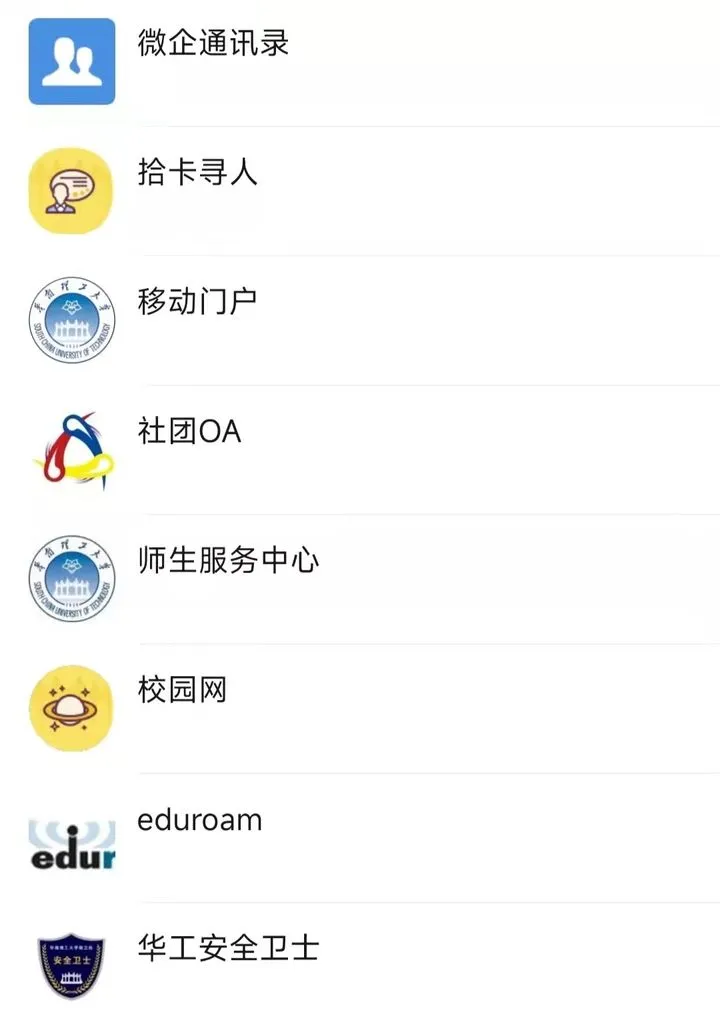 微企通讯录
拾卡寻人
华南理工大学
SOUTH CHINA UNIVERSITY OF TECHNOLOGY
移动门户
社团OA
华南理工大学
SOUTH CHINA UNIVERSITY OF TECHNOLOGY
师生服务中心
校园网
eduroam
edur
安全卫士
华工安全卫士